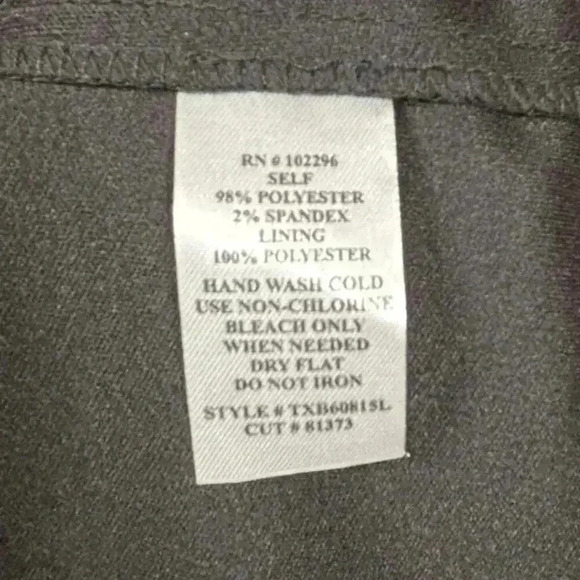 RN # 102296
SELF
98% POLYESTER
2% SPANDEX
LINING
100% POLYESTER
HAND WASH COLD
USE NON-CHLORINE
BLEACH ONLY
WHEN NEEDED
DRY FLAT
DO NOT IRON
STYLE # TXB60815L
CUT # 81373